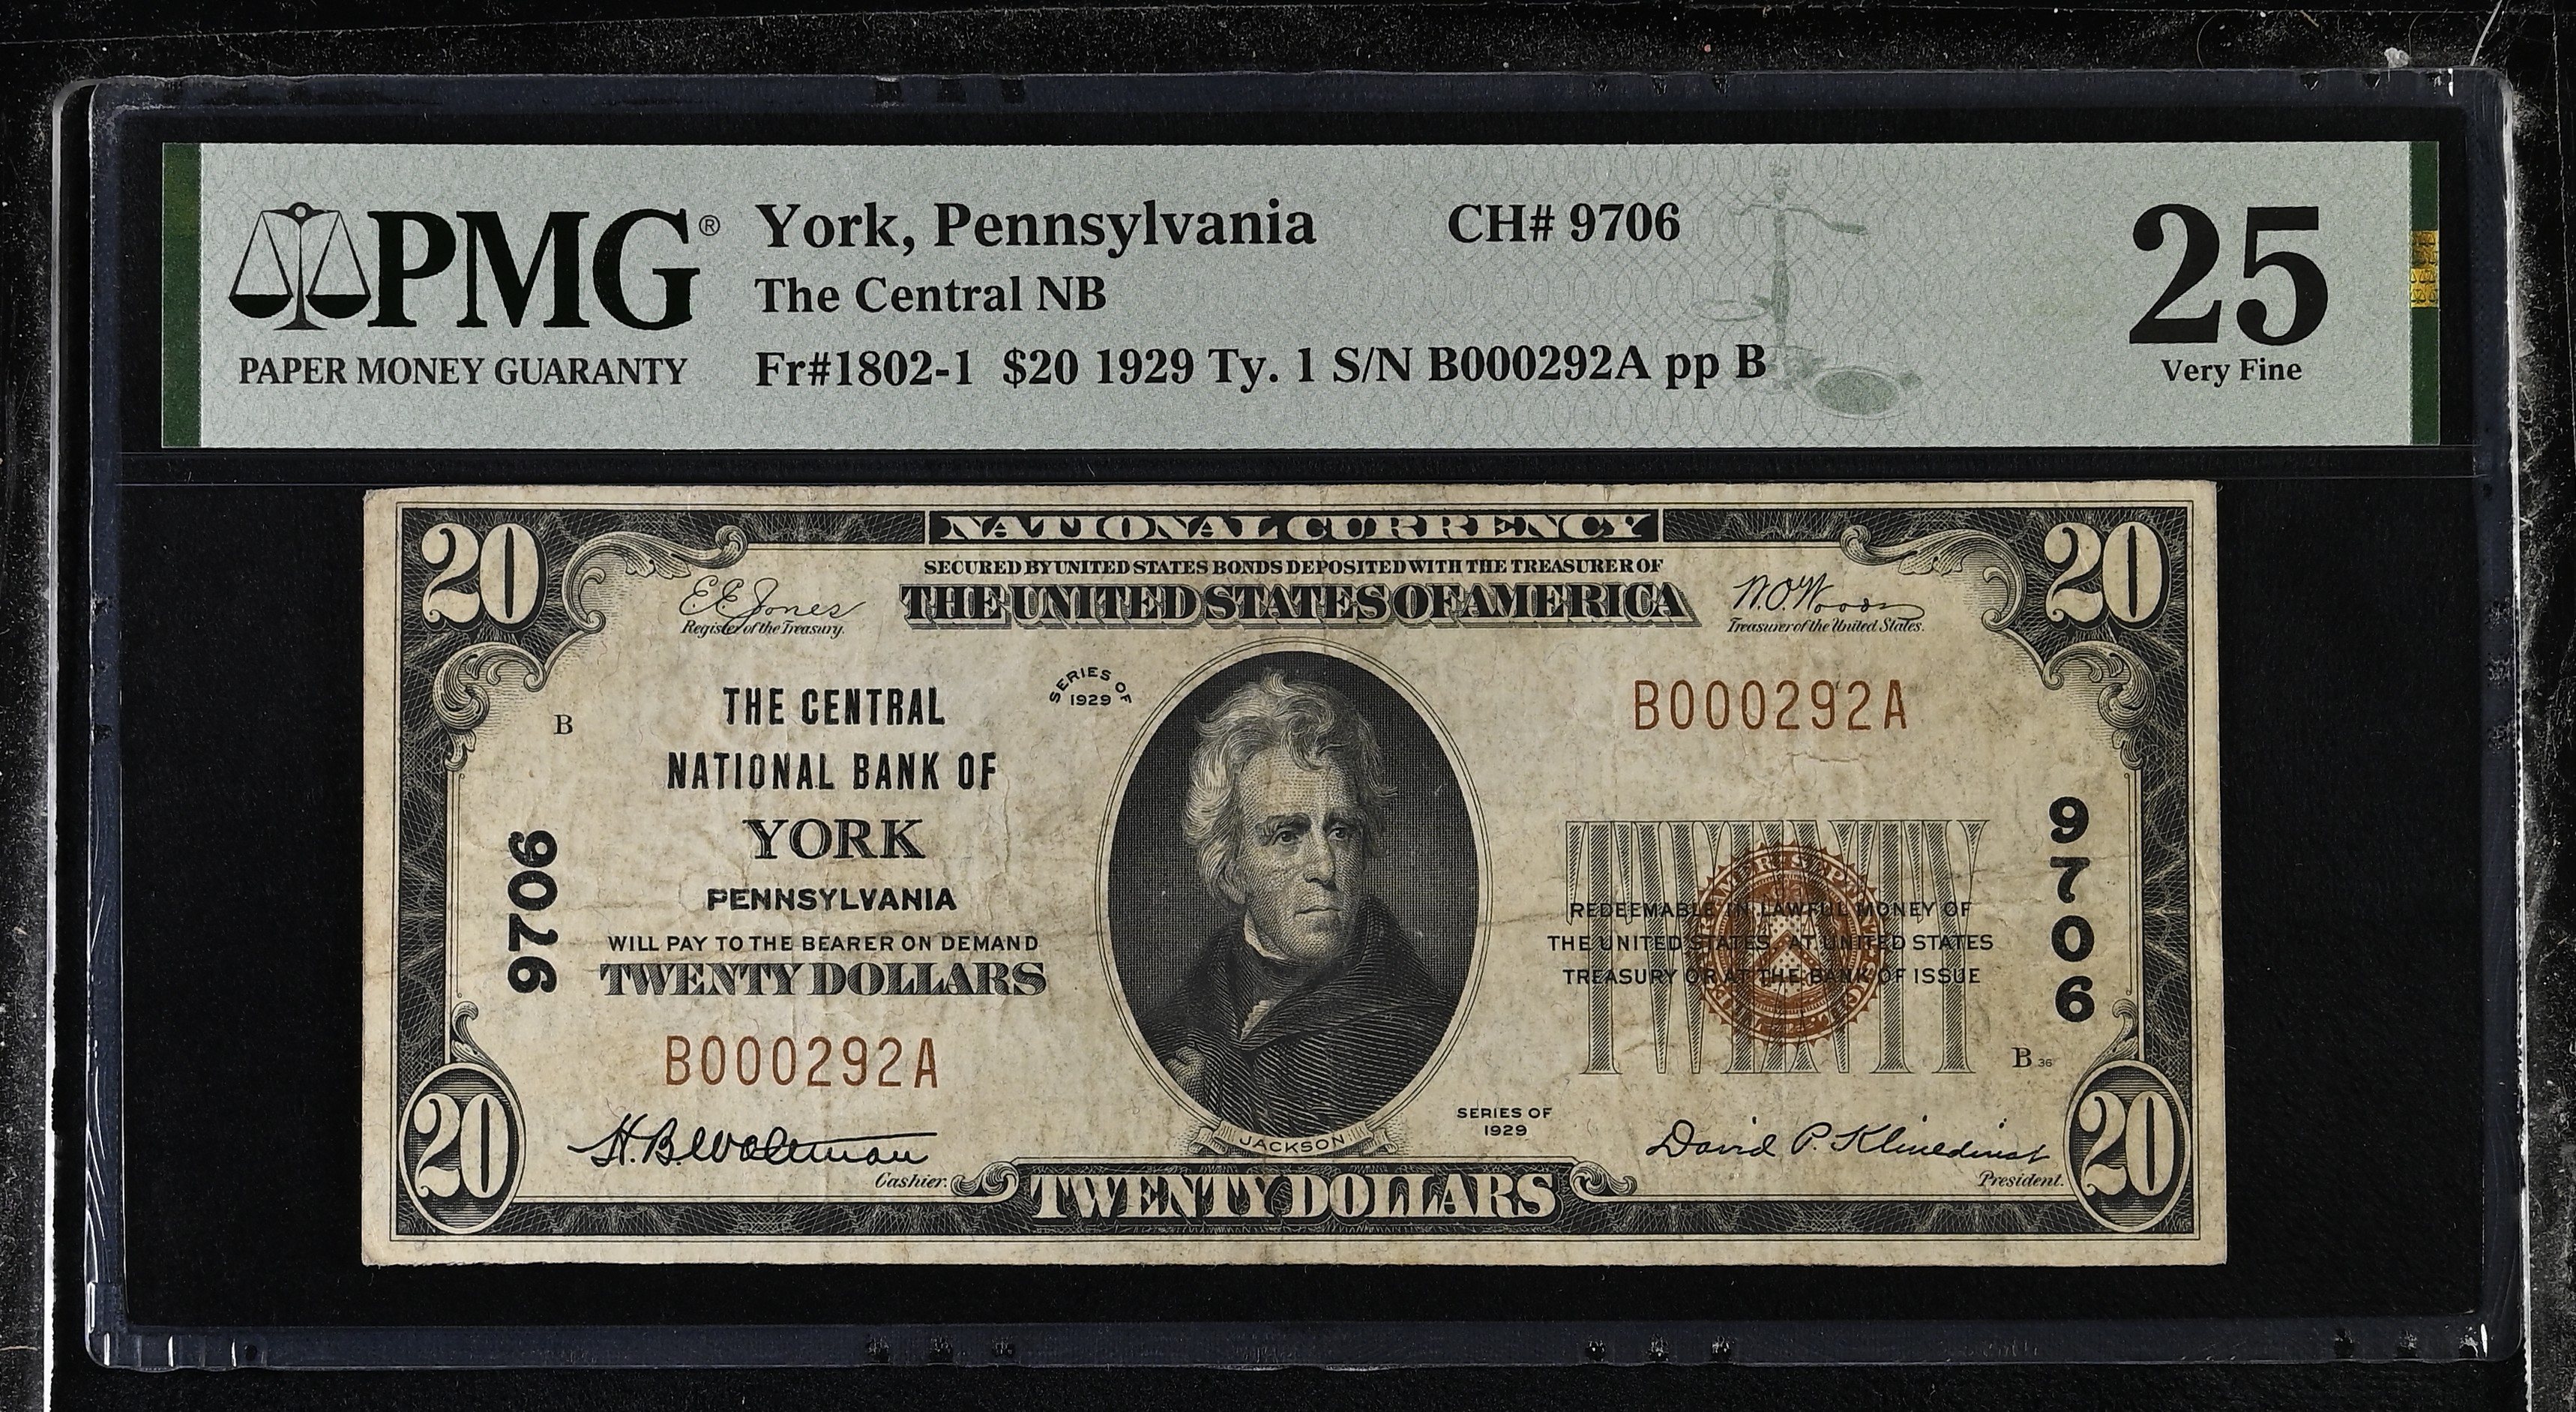 PMG®
PAPER MONEY GUARANTY
York, Pennsylvania CH# 9706
The Central NB
Fr#1802-1 $20 1929 Ty. 1 S/N B000292A pp B
25
Very Fine
NATIONAL CURRENCY
SECURED BY UNITED STATES BONDS DEPOSITED WITH THE TREASURER OF
THE UNITED STATES OF AMERICA
20
20
E.E. Jones
Register of the Treasury.
W.O. Woods
Treasurer of the United States.
SERIES OF
1929
B
THE CENTRAL
NATIONAL BANK OF
YORK
PENNSYLVANIA
WILL PAY TO THE BEARER ON DEMAND
TWENTY DOLLARS
B000292A
9706
B000292A
9706
TWENTY
REDEEMABLE IN LAWFUL MONEY OF
THE UNITED STATES, AT UNITED STATES
TREASURY OR AT THE BANK OF ISSUE
B 36
SERIES OF
1929
JACKSON
H. B.
Cashier.
David P. Klinedinst
President.
20
TWENTY DOLLARS
20